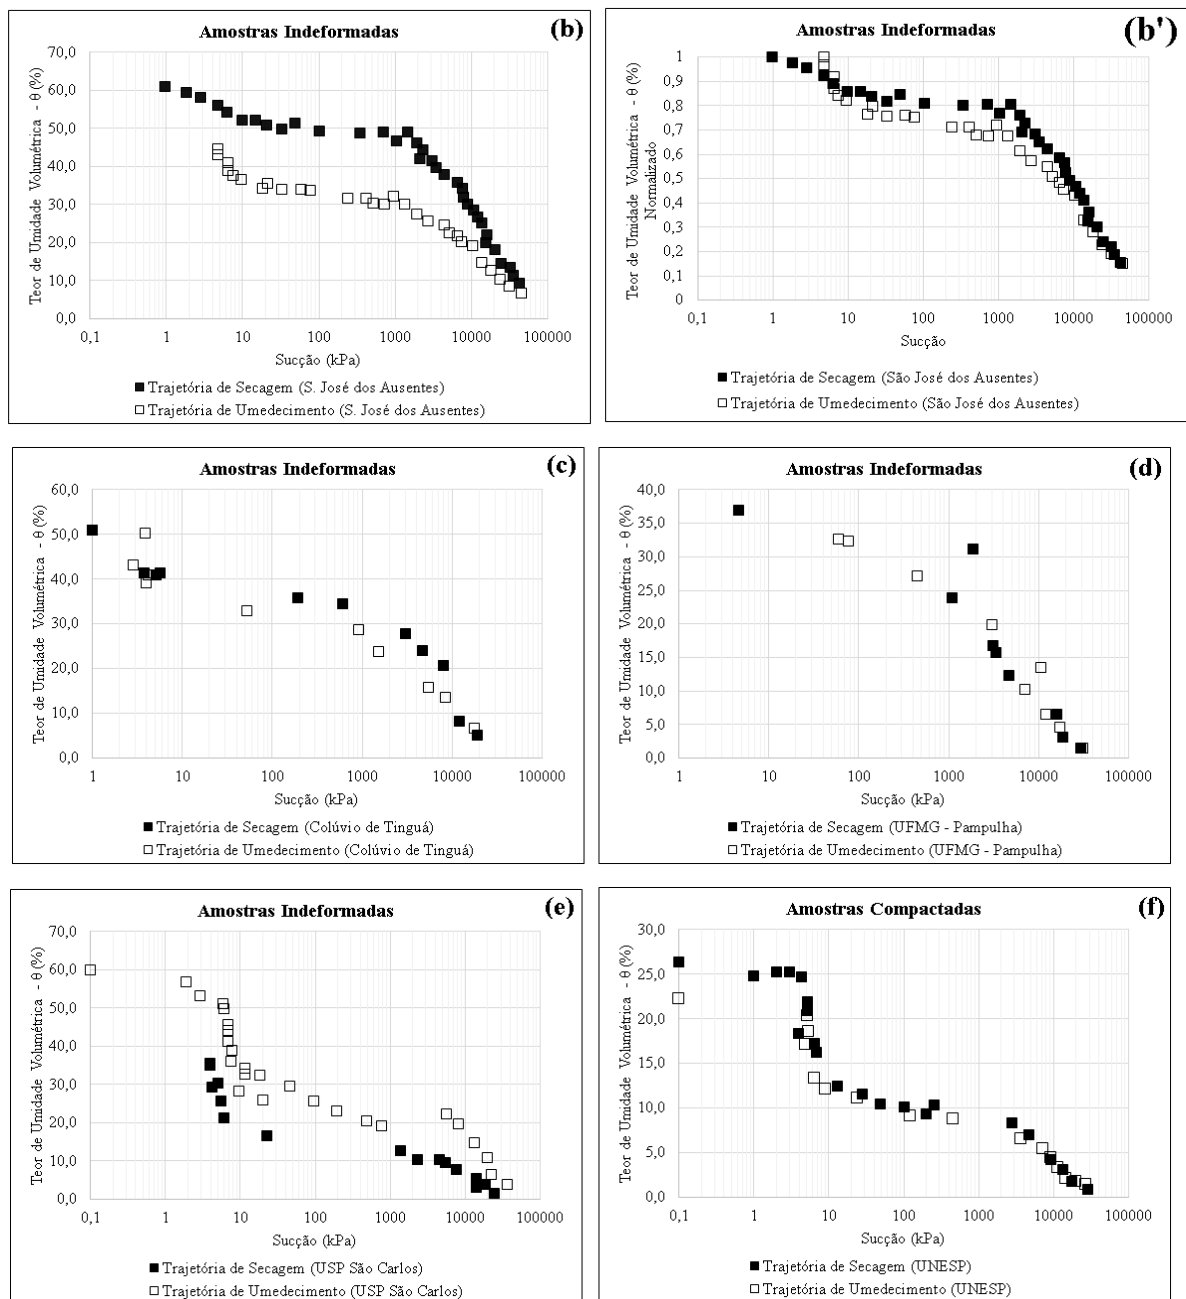 Amostras Indeformadas
(b)
Teor de Umidade Volumétrica - θ (%)
70,0
60,0
50,0
40,0
30,0
20,0
10,0
0,0
0,1 1 10 100 1000 10000 100000
Sucção (kPa)
Trajetória de Secagem (S. José dos Ausentes)
Trajetória de Umedecimento (S. José dos Ausentes)
Amostras Indeformadas
(b')
Teor de Umidade Volumétrica - θ (%)
Normalizado
1
0,9
0,8
0,7
0,6
0,5
0,4
0,3
0,2
0,1
0
0,1 1 10 100 1000 10000 100000
Sucção
Trajetória de Secagem (São José dos Ausentes)
Trajetória de Umedecimento (São José dos Ausentes)
Amostras Indeformadas
(c)
Teor de Umidade Volumétrica - θ (%)
60,0
50,0
40,0
30,0
20,0
10,0
0,0
1 10 100 1000 10000 100000
Sucção (kPa)
Trajetória de Secagem (Colúvio de Tinguá)
Trajetória de Umedecimento (Colúvio de Tinguá)
Amostras Indeformadas
(d)
Teor de Umidade Volumétrica - θ (%)
40,0
35,0
30,0
25,0
20,0
15,0
10,0
5,0
0,0
1 10 100 1000 10000 100000
Sucção (kPa)
Trajetória de Secagem (UFMG - Pampulha)
Trajetória de Umedecimento (UFMG - Pampulha)
Amostras Indeformadas
(e)
Teor de Umidade Volumétrica - θ (%)
70,0
60,0
50,0
40,0
30,0
20,0
10,0
0,0
0,1 1 10 100 1000 10000 100000
Sucção (kPa)
Trajetória de Secagem (USP São Carlos)
Trajetória de Umedecimento (USP São Carlos)
Amostras Compactadas
(f)
Teor de Umidade Volumétrica - θ (%)
30,0
25,0
20,0
15,0
10,0
5,0
0,0
0,1 1 10 100 1000 10000 100000
Sucção (kPa)
Trajetória de Secagem (UNESP)
Trajetória de Umedecimento (UNESP)